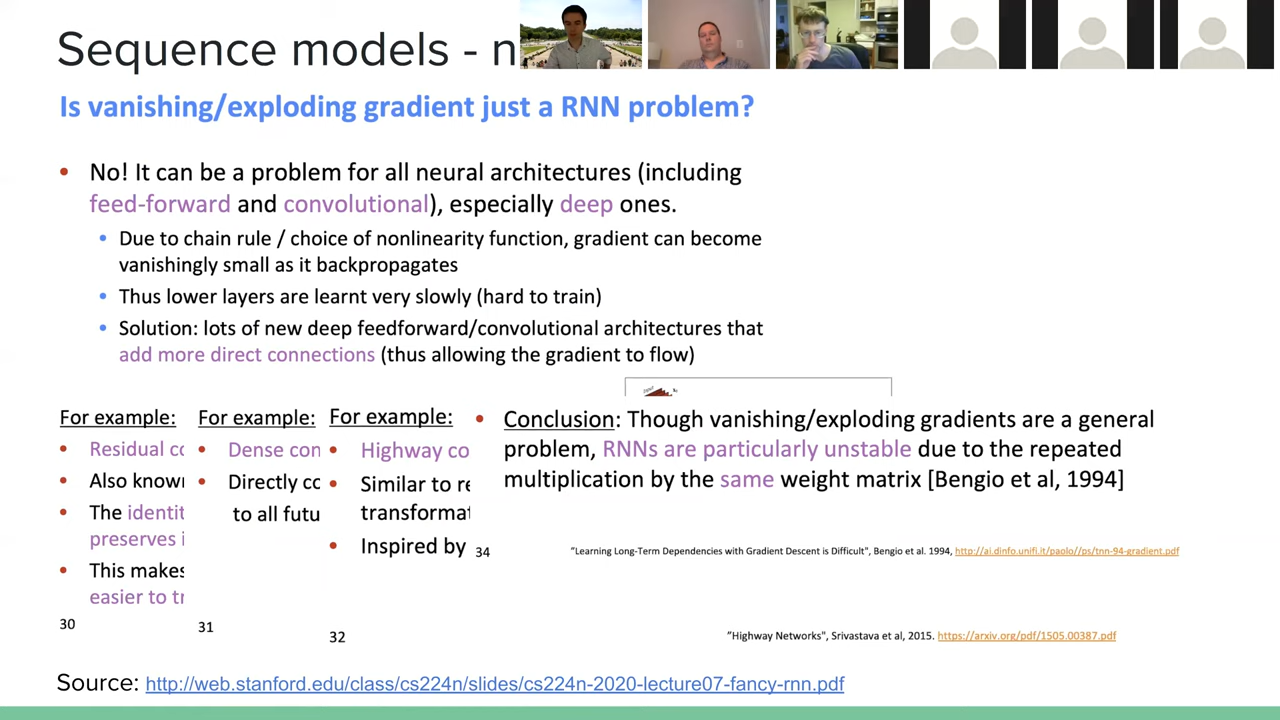 Sequence models - n
Is vanishing/exploding gradient just a RNN problem?
• No! It can be a problem for all neural architectures (including
feed-forward and convolutional), especially deep ones.
• Due to chain rule / choice of nonlinearity function, gradient can become
vanishingly small as it backpropagates
• Thus lower layers are learnt very slowly (hard to train)
• Solution: lots of new deep feedforward/convolutional architectures that
add more direct connections (thus allowing the gradient to flow)
For example:
• Residual co
• Also known
• The identit
preserves i
• This makes
easier to tr
30
For example:
• Dense con
• Directly co
to all futu
31
For example:
• Highway co
• Similar to re
transformat
• Inspired by
32
• Conclusion: Though vanishing/exploding gradients are a general
problem, RNNs are particularly unstable due to the repeated
multiplication by the same weight matrix [Bengio et al, 1994]
34
"Learning Long-Term Dependencies with Gradient Descent is Difficult", Bengio et al. 1994, http://ai.dinfo.unifi.it/paolo//ps/tnn-94-gradient.pdf
"Highway Networks", Srivastava et al, 2015. https://arxiv.org/pdf/1505.00387.pdf
Source: http://web.stanford.edu/class/cs224n/slides/cs224n-2020-lecture07-fancy-rnn.pdf